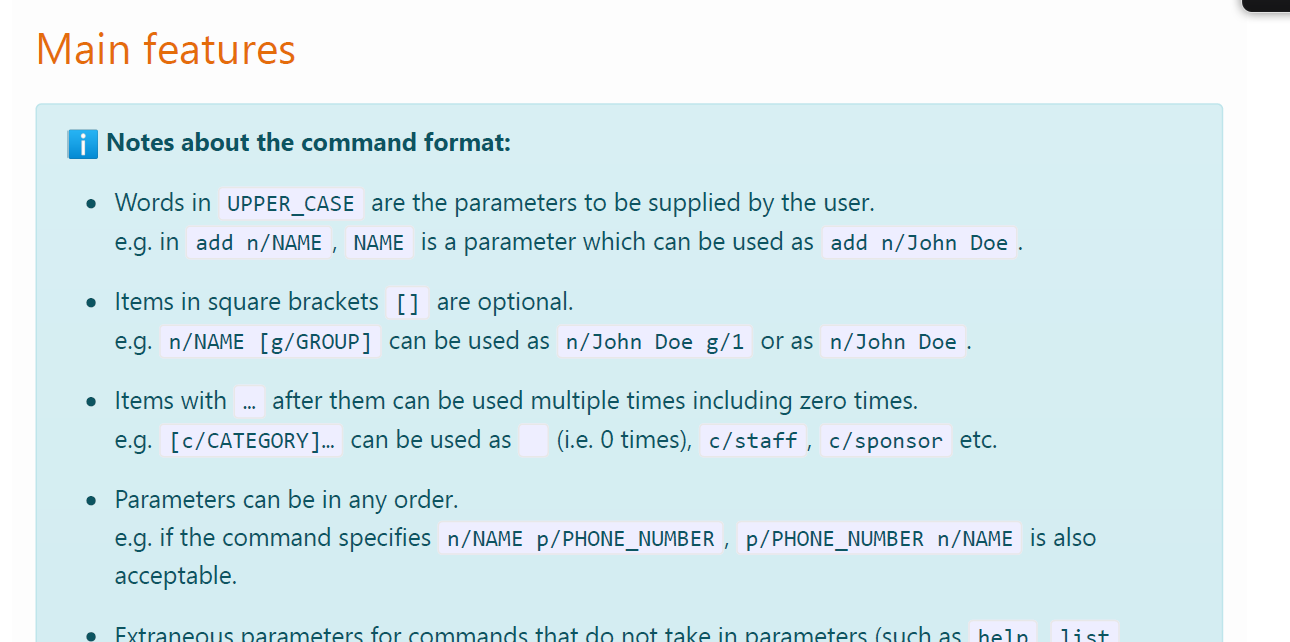 Main features
Notes about the command format:
Words in UPPER_CASE are the parameters to be supplied by the user.
e.g. in add n/NAME, NAME is a parameter which can be used as add n/John Doe.
Items in square brackets [] are optional.
e.g. n/NAME [g/GROUP] can be used as n/John Doe g/1 or as n/John Doe.
Items with … after them can be used multiple times including zero times.
e.g. [c/CATEGORY]… can be used as   (i.e. 0 times), c/staff, c/sponsor etc.
Parameters can be in any order.
e.g. if the command specifies n/NAME p/PHONE_NUMBER, p/PHONE_NUMBER n/NAME is also
acceptable.
Extraneous parameters for commands that do not take in parameters (such as help, list